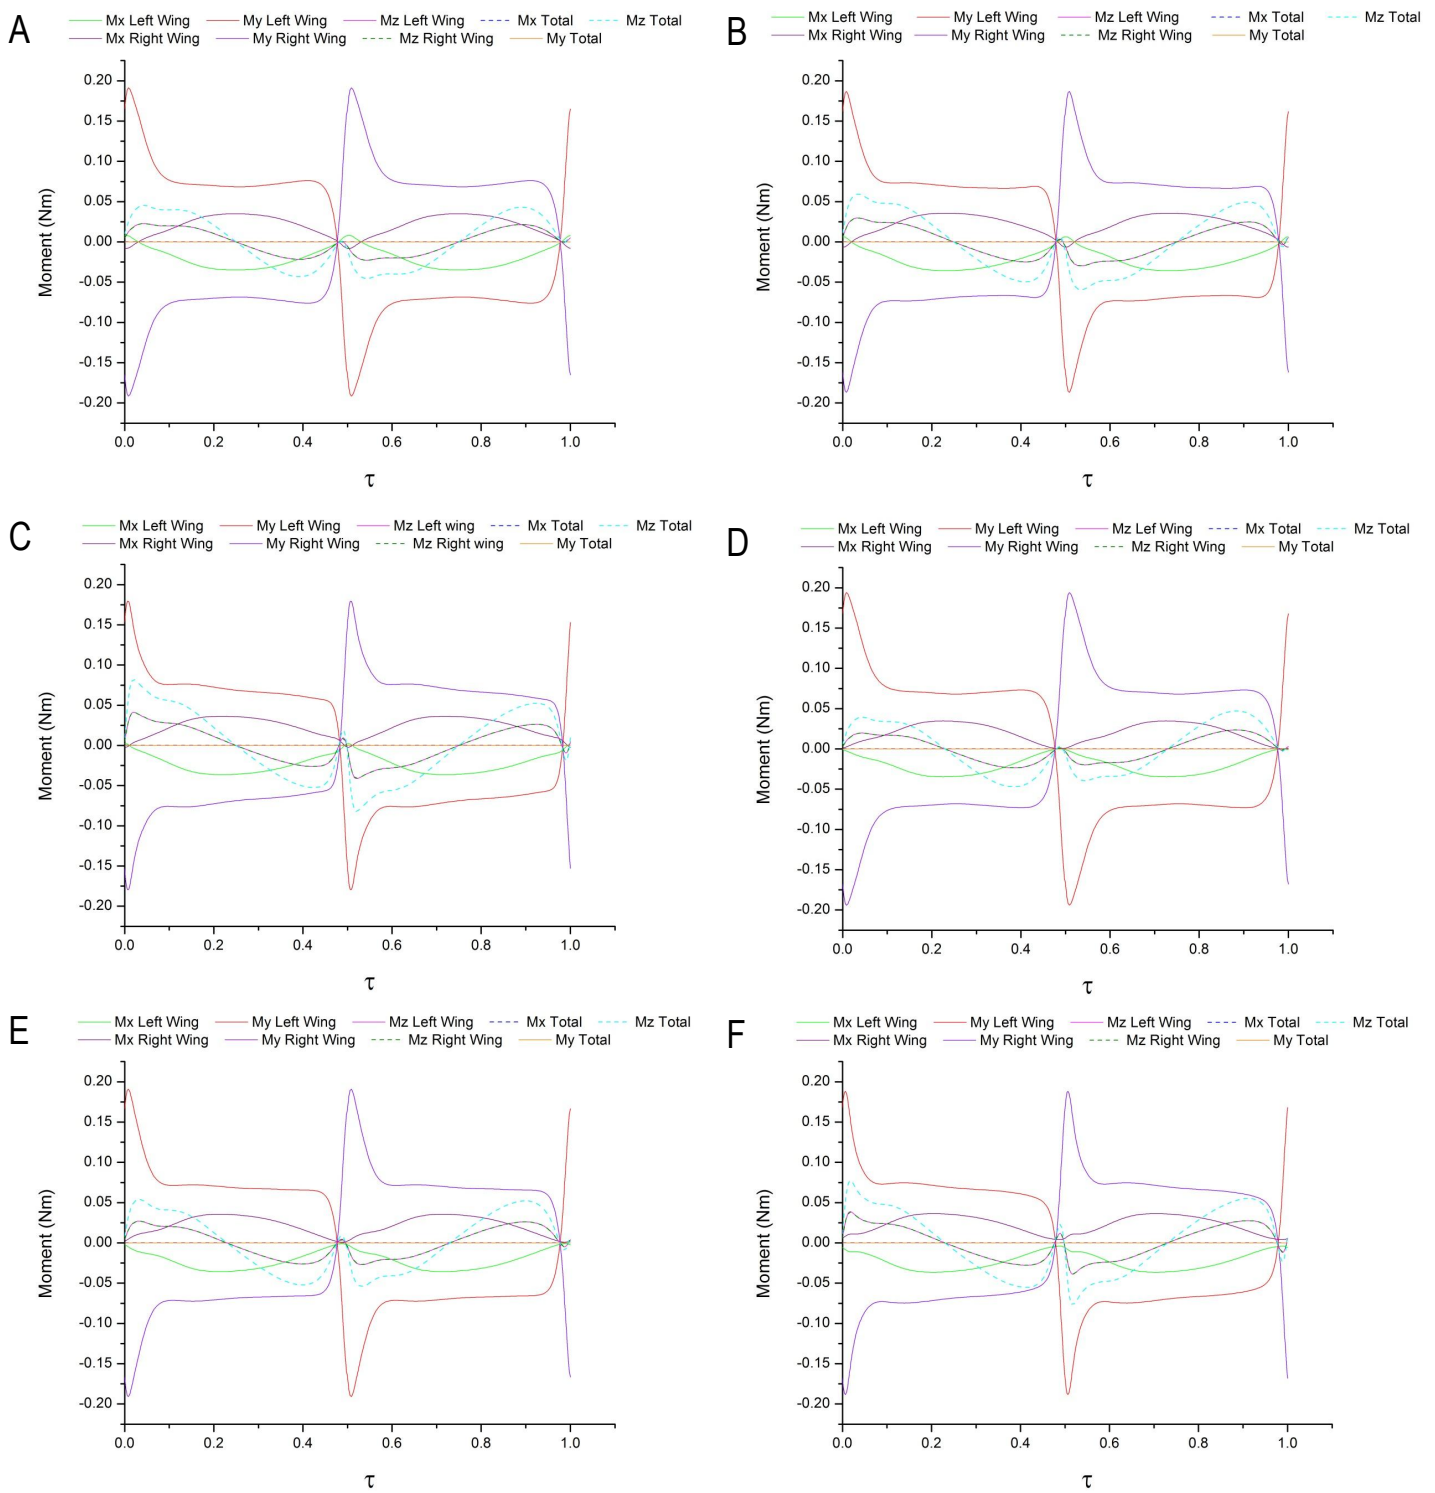 A
Mx Left Wing My Left Wing Mz Left Wing Mx Total Mz Total
Mx Right Wing My Right Wing Mz Right Wing My Total
0.20
0.15
0.10
0.05
0.00
-0.05
-0.10
-0.15
-0.20
Moment (Nm)
0.0 0.2 0.4 0.6 0.8 1.0
τ
B
Mx Left Wing My Left Wing Mz Left Wing Mx Total Mz Total
Mx Right Wing My Right Wing Mz Right Wing My Total
0.20
0.15
0.10
0.05
0.00
-0.05
-0.10
-0.15
-0.20
Moment (Nm)
0.0 0.2 0.4 0.6 0.8 1.0
τ
C
Mx Left Wing My Left Wing Mz Left wing Mx Total Mz Total
Mx Right Wing My Right Wing Mz Right wing My Total
0.20
0.15
0.10
0.05
0.00
-0.05
-0.10
-0.15
-0.20
Moment (Nm)
0.0 0.2 0.4 0.6 0.8 1.0
τ
D
Mx Left Wing My Left Wing Mz Lef Wing Mx Total Mz Total
Mx Right Wing My Right Wing Mz Right Wing My Total
0.20
0.15
0.10
0.05
0.00
-0.05
-0.10
-0.15
-0.20
Moment (Nm)
0.0 0.2 0.4 0.6 0.8 1.0
τ
E
Mx Left Wing My Left Wing Mz Left Wing Mx Total Mz Total
Mx Right Wing My Right Wing Mz Right Wing My Total
0.20
0.15
0.10
0.05
0.00
-0.05
-0.10
-0.15
-0.20
Moment (Nm)
0.0 0.2 0.4 0.6 0.8 1.0
τ
F
Mx Left Wing My Left Wing Mz Left Wing Mx Total Mz Total
Mx Right Wing My Right Wing Mz Right Wing My Total
0.20
0.15
0.10
0.05
0.00
-0.05
-0.10
-0.15
-0.20
Moment (Nm)
0.0 0.2 0.4 0.6 0.8 1.0
τ